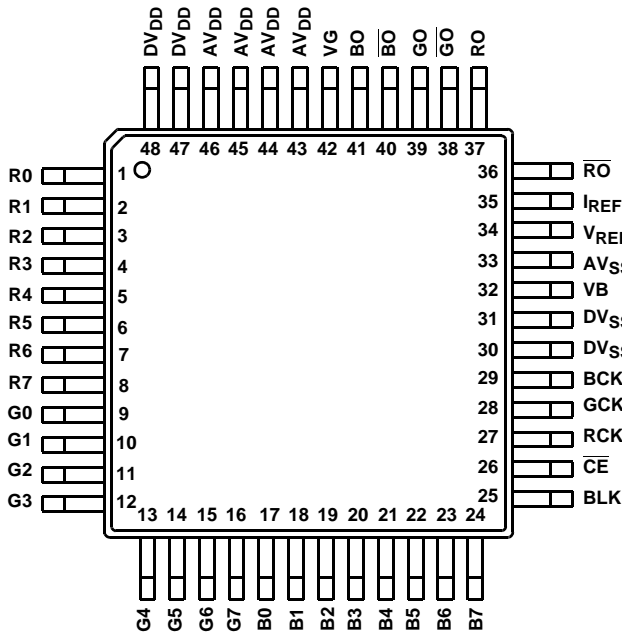 DVDD DVDD AVDD AVDD AVDD AVDD VG BO B̅O̅ GO G̅O̅ RO
48 47 46 45 44 43 42 41 40 39 38 37
R0 1 36 R̅O̅
R1 2 35 IREF
R2 3 34 VREF
R3 4 33 AVSS
R4 5 32 VB
R5 6 31 DVSS
R6 7 30 DVSS
R7 8 29 BCK
G0 9 28 GCK
G1 10 27 RCK
G2 11 26 C̅E̅
G3 12 25 BLK
13 14 15 16 17 18 19 20 21 22 23 24
G4 G5 G6 G7 B0 B1 B2 B3 B4 B5 B6 B7